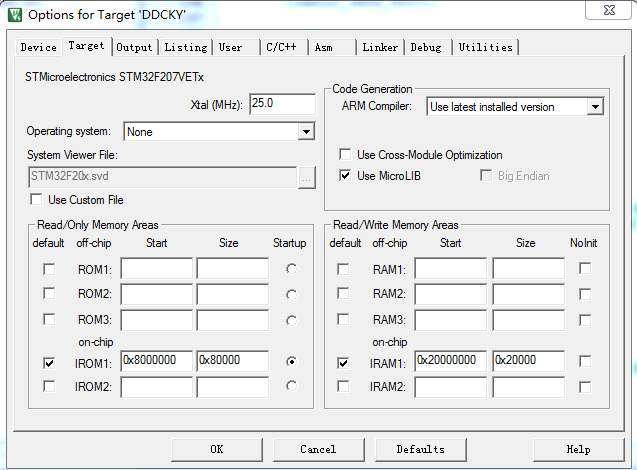 Options for Target 'DDCKY'
Device Target Output Listing User C/C++ Asm Linker Debug Utilities
STMicroelectronics STM32F207VETx
Xtal (MHz): 25.0
Operating system: None
System Viewer File:
STM32F20x.svd ...
Use Custom File
Code Generation
ARM Compiler: Use latest installed version
Use Cross-Module Optimization
Use MicroLIB Big Endian
Read/Only Memory Areas
default off-chip Start Size Startup
ROM1:
ROM2:
ROM3:
on-chip
IROM1: 0x8000000 0x80000
IROM2:
Read/Write Memory Areas
default off-chip Start Size NoInit
RAM1:
RAM2:
RAM3:
on-chip
IRAM1: 0x20000000 0x20000
IRAM2:
OK Cancel Defaults Help